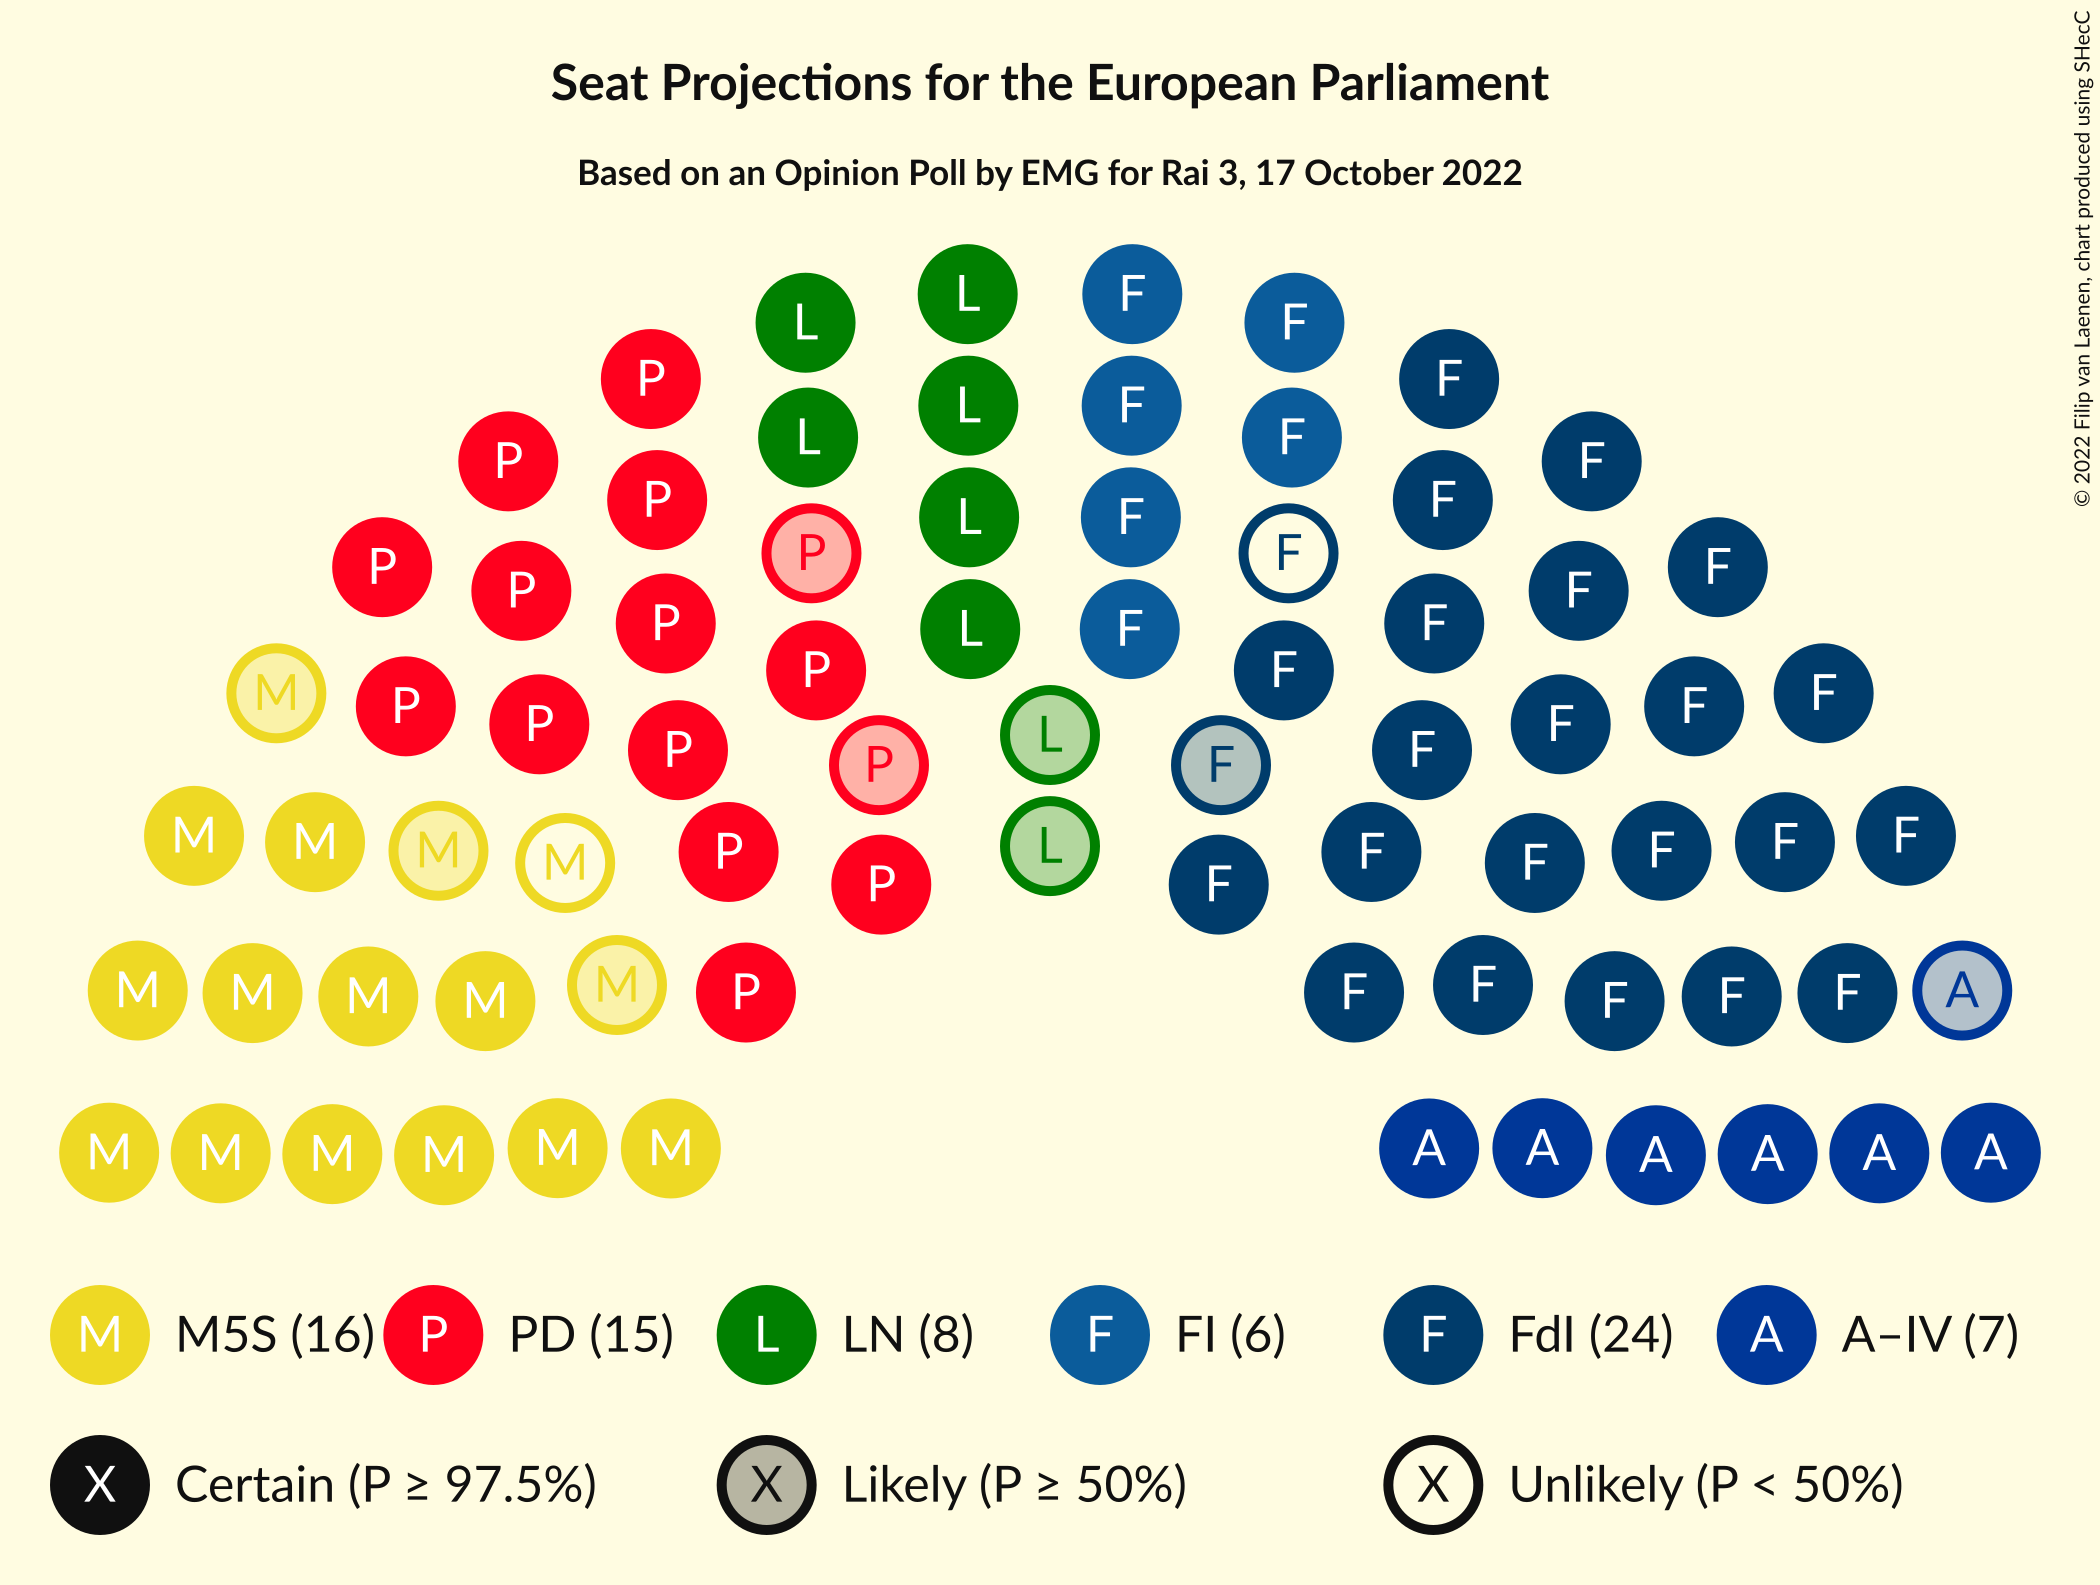 Seat Projections for the European Parliament
Based on an Opinion Poll by EMG for Rai 3, 17 October 2022
© 2022 Filip van Laenen, chart produced using SHecC
L L F F
P L L F F F
P P L F F F
P P P P L F F F F F
M P P P P L F F F F F F
P L F
M M M M P P L F F F F F F
M M M M M P F F F F F A
M M M M M M A A A A A A
M M5S (16) P PD (15) L LN (8) F FI (6) F FdI (24) A A–IV (7)
X Certain (P ≥ 97.5%) X Likely (P ≥ 50%) X Unlikely (P < 50%)